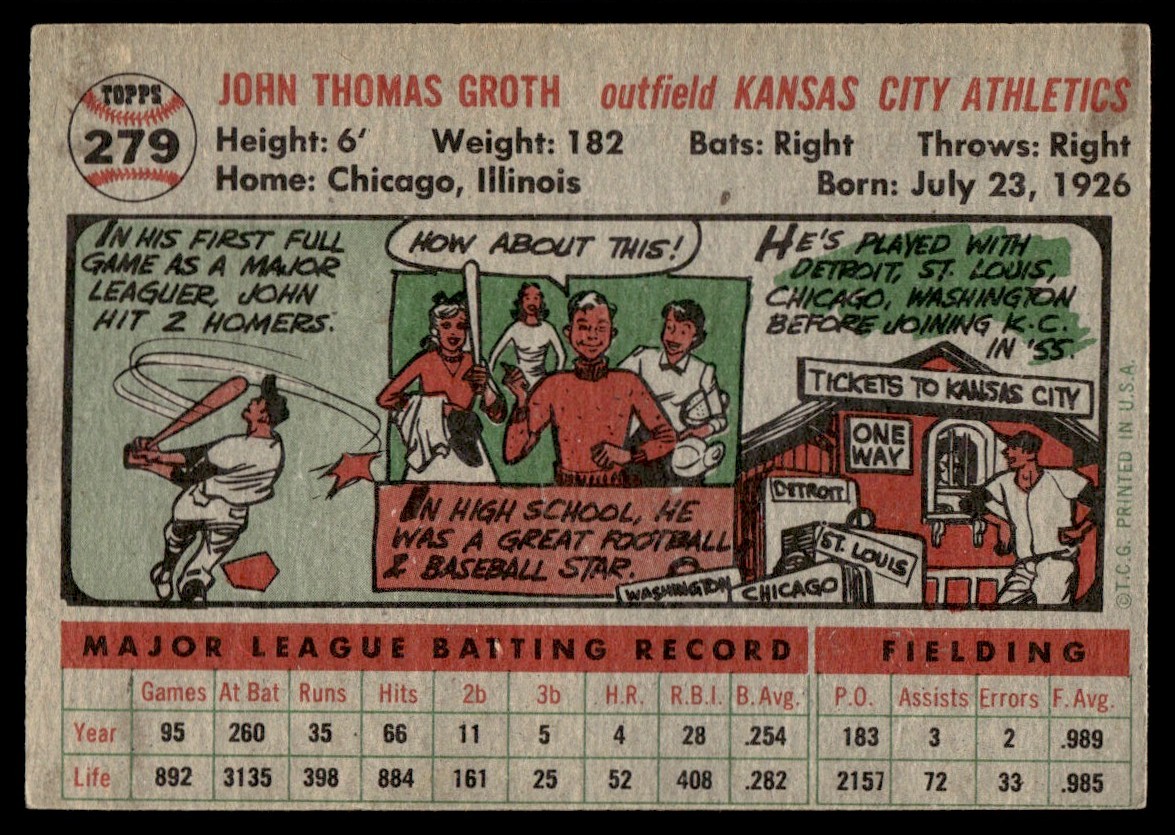 TOPPS
279
JOHN THOMAS GROTH outfield KANSAS CITY ATHLETICS
Height: 6' Weight: 182 Bats: Right Throws: Right
Home: Chicago, Illinois Born: July 23, 1926
IN HIS FIRST FULL
GAME AS A MAJOR
LEAGUER, JOHN
HIT 2 HOMERS.
HOW ABOUT THIS!
IN HIGH SCHOOL, HE
WAS A GREAT FOOTBALL
& BASEBALL STAR.
HE'S PLAYED WITH
DETROIT, ST. LOUIS,
CHICAGO, WASHINGTON
BEFORE JOINING K.C.
IN '55.
TICKETS TO KANSAS CITY
ONE
WAY
DETROIT
ST. LOUIS
WASHINGTON
CHICAGO
©T.C.G. PRINTED IN U.S.A.
MAJOR LEAGUE BATTING RECORD FIELDING
Games At Bat Runs Hits 2b 3b H.R. R.B.I. B. Avg. P.O. Assists Errors F. Avg.
Year 95 260 35 66 11 5 4 28 .254 183 3 2 .989
Life 892 3135 398 884 161 25 52 408 .282 2157 72 33 .985